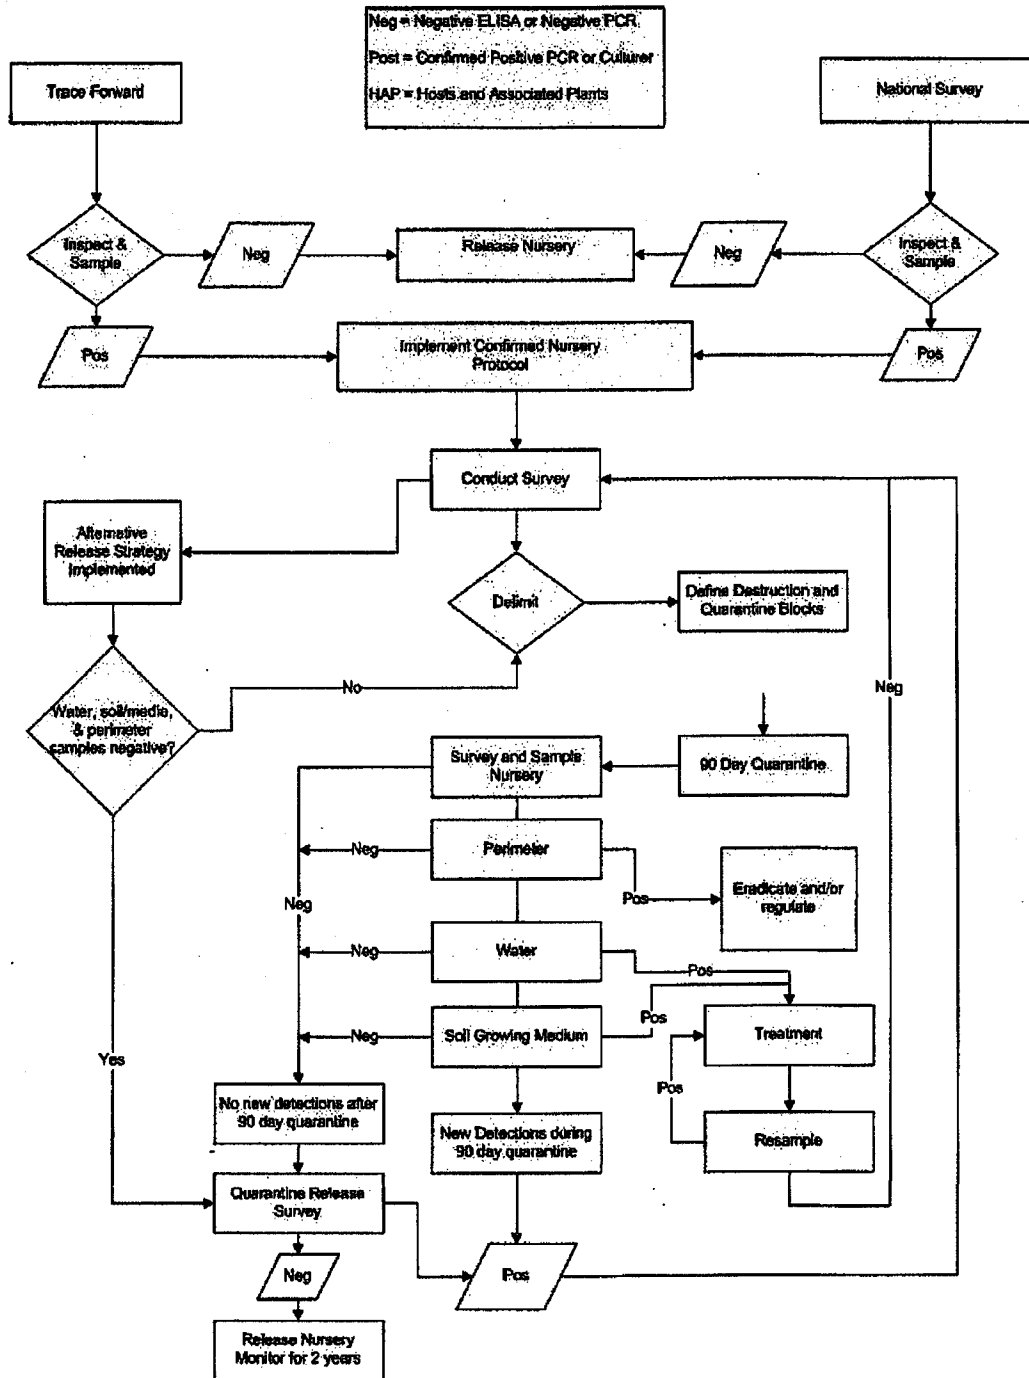 Neg = Negative ELISA or Negative PCR
Post = Confirmed Positive PCR or Culturer
HAP = Hosts and Associated Plants
Trace Forward
National Survey
Inspect &
Sample
Neg
Release Nursery
Neg
Inspect &
Sample
Pos
Implement Confirmed Nursery
Protocol
Pos
Conduct Survey
Alternative
Release Strategy
Implemented
Delimit
Define Destruction and
Quarantine Blocks
No
Neg
Water, soil/media,
& perimeter
samples negative?
Survey and Sample
Nursery
90 Day Quarantine
Neg
Perimeter
Pos
Eradicate and/or
regulate
Neg
Neg
Water
Pos
Neg
Soil Growing Medium
Pos
Treatment
Yes
Pos
No new detections after
90 day quarantine
New Detections during
90 day quarantine
Resample
Quarantine Release
Survey
Neg
Pos
Release Nursery
Monitor for 2 years